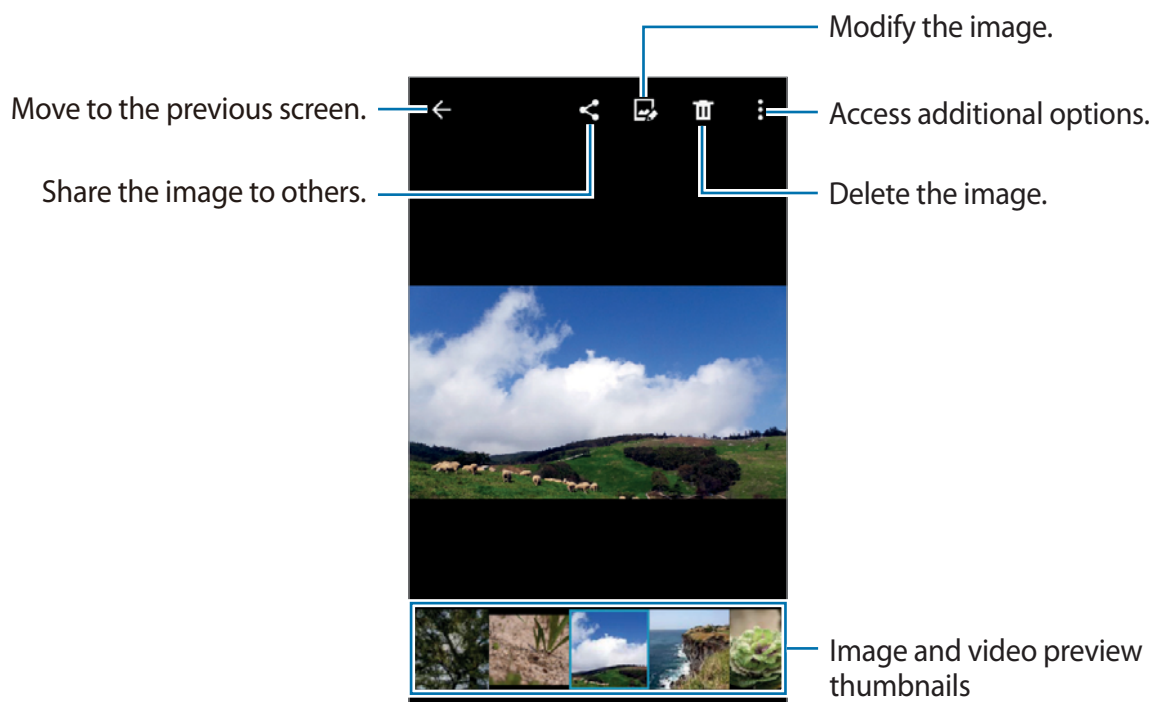 Modify the image.
Move to the previous screen.
Access additional options.
Share the image to others.
Delete the image.
Image and video preview
thumbnails